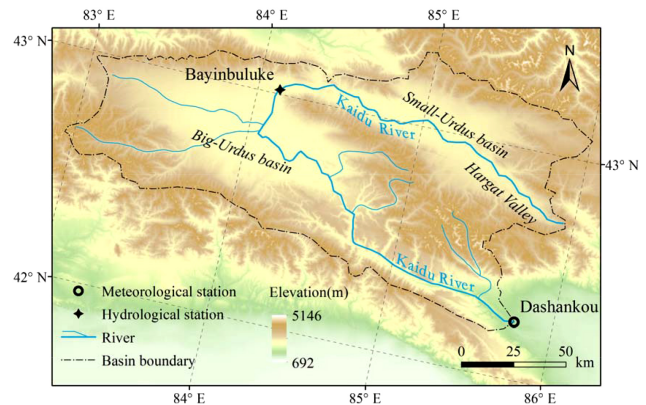 83° E
84° E
85° E
43° N
N
Bayinbuluke
Kaidu River
Small-Urdus basin
Big-Urdus basin
Hargat Valley
43 N
42° N
Kaidu River
Meteorological station
Hydrological station
River
Basin boundary
Elevation(m)
5146
692
Dashankou
0 25 50
km
84° E
85° E
86° E